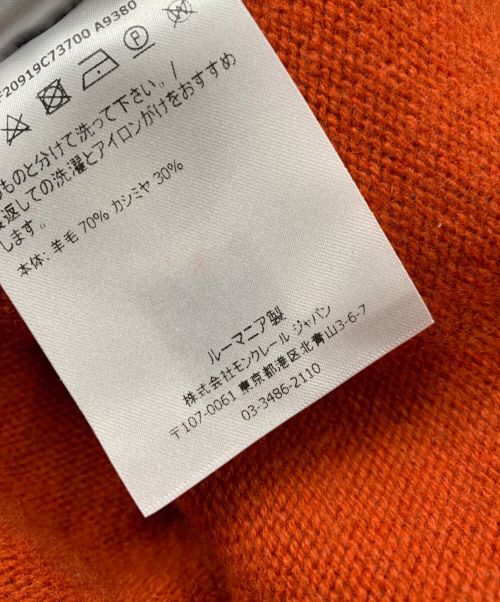 F20919C73700 A9380
ものと分けて洗って下さい。/
返しての洗濯とアイロンがけをおすすめ
します。
本体: 羊毛 70% カシミヤ 30%
ルーマニア製
株式会社モンクレール ジャパン
〒107-0061 東京都港区北青山3-6-7
03-3486-2110